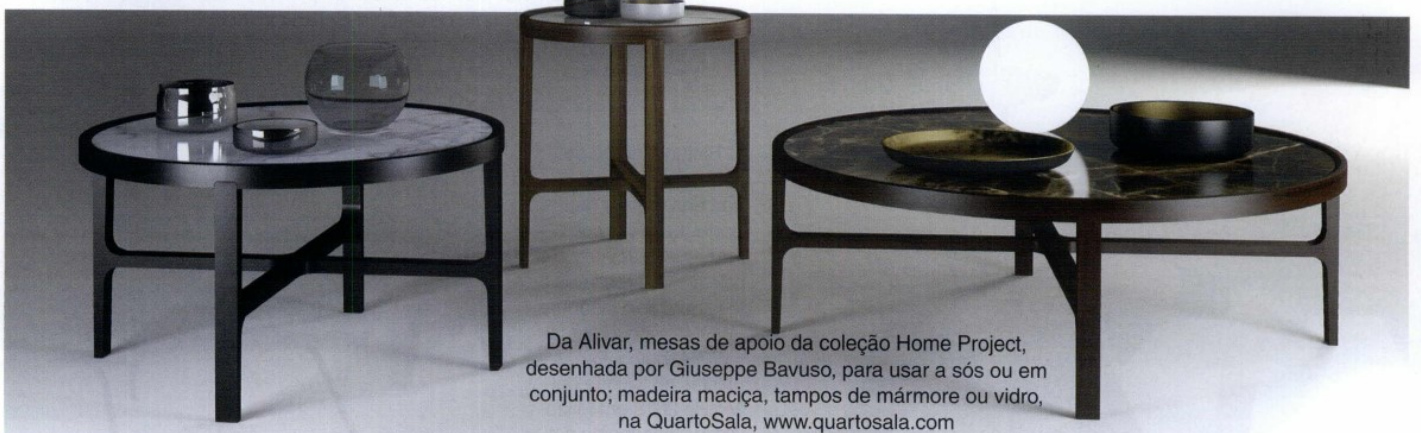 Da Alivar, mesas de apoio da coleção Home Project,
desenhada por Giuseppe Bavuso, para usar a sós ou em
conjunto; madeira maciça, tampos de mármore ou vidro,
na QuartoSala, www.quartosala.com